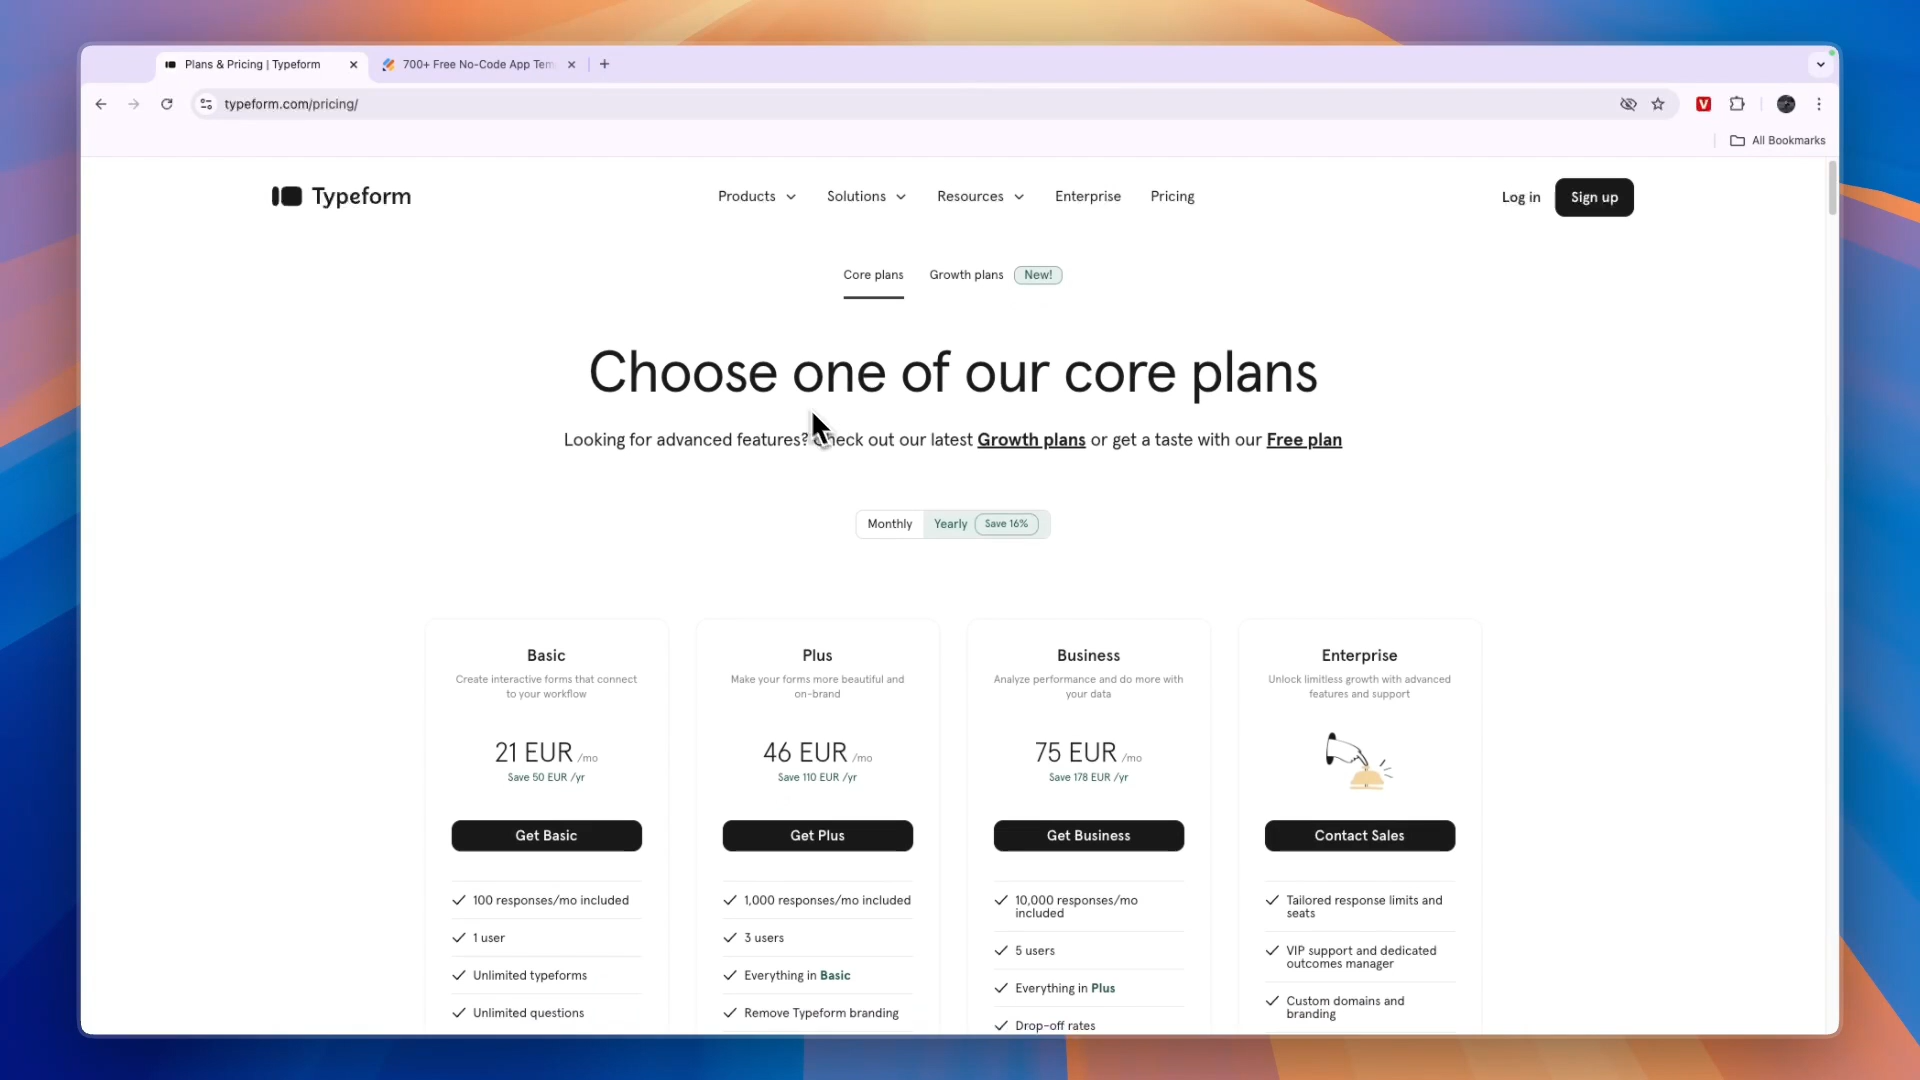 Plans & Pricing | Typeform
700+ Free No-Code App Tem
typeform.com/pricing/
All Bookmarks
Typeform
Products
Solutions
Resources
Enterprise
Pricing
Log in
Sign up
Core plans
Growth plans
New!
Choose one of our core plans
Looking for advanced features? Check out our latest Growth plans or get a taste with our Free plan
Monthly
Yearly
Save 16%
Basic
Create interactive forms that connect
to your workflow
21 EUR /mo
Save 50 EUR /yr
Get Basic
100 responses/mo included
1 user
Unlimited typeforms
Unlimited questions
Plus
Make your forms more beautiful and
on-brand
46 EUR /mo
Save 110 EUR /yr
Get Plus
1,000 responses/mo included
3 users
Everything in Basic
Remove Typeform branding
Business
Analyze performance and do more with
your data
75 EUR /mo
Save 178 EUR /yr
Get Business
10,000 responses/mo
included
5 users
Everything in Plus
Drop-off rates
Enterprise
Unlock limitless growth with advanced
features and support
Contact Sales
Tailored response limits and
seats
VIP support and dedicated
outcomes manager
Custom domains and
branding